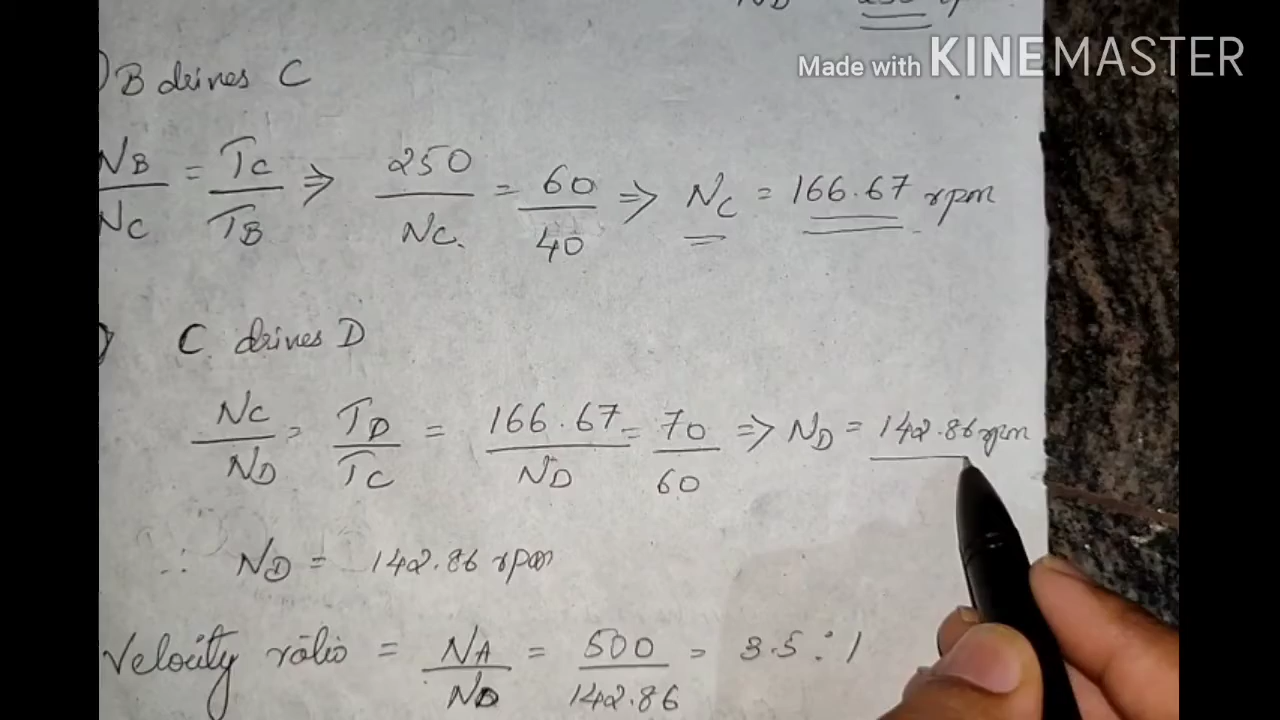 Made with KINEMASTER
) B drives C
NB/NC = TC/TB ⇒ 250/NC. = 60/40 ⇒ NC = 166.67 rpm
) C drives D
NC/ND = TD/TC = 166.67/ND = 70/60 ⇒ ND = 142.86 rpm
∴ ND = 142.86 rpm
Velocity ratio = NA/ND = 500/142.86 = 3.5:1